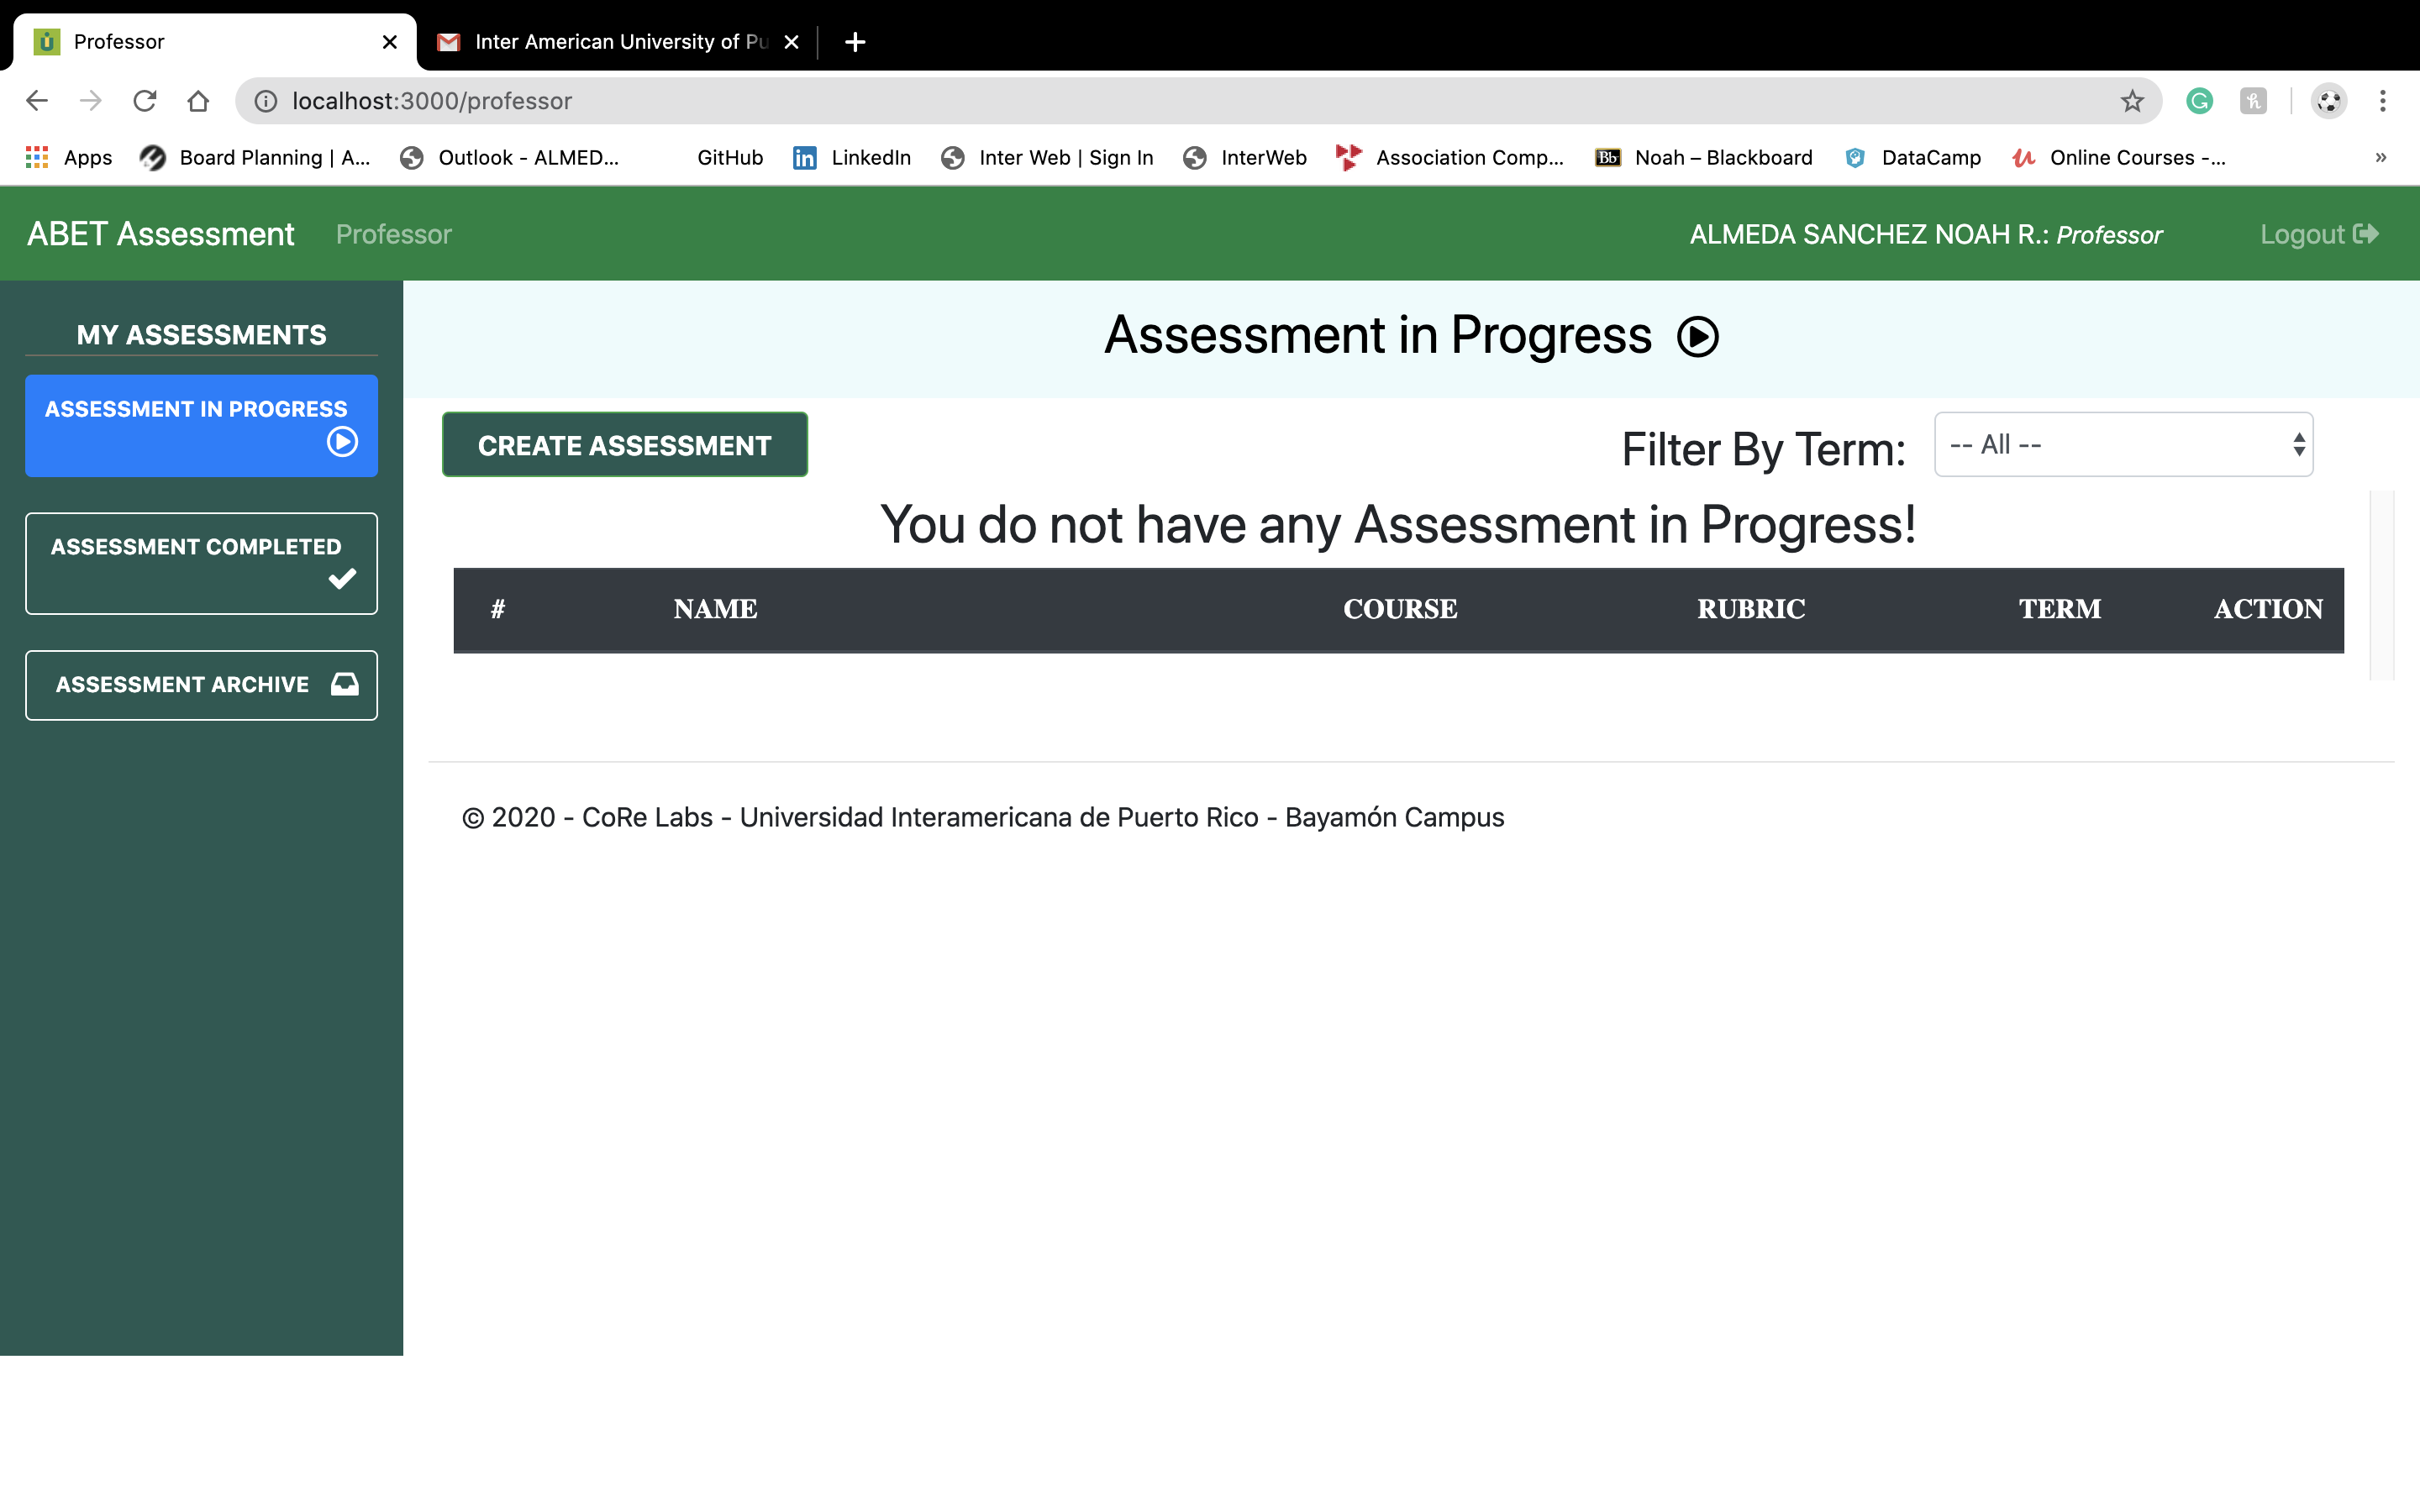 Professor
Inter American University of Pu
localhost:3000/professor
Apps Board Planning | A... Outlook - ALMED... GitHub LinkedIn Inter Web | Sign In InterWeb Association Comp... Noah – Blackboard DataCamp Online Courses -... »
ABET Assessment Professor ALMEDA SANCHEZ NOAH R.: Professor Logout
MY ASSESSMENTS
ASSESSMENT IN PROGRESS
ASSESSMENT COMPLETED
ASSESSMENT ARCHIVE
Assessment in Progress
CREATE ASSESSMENT Filter By Term: -- All --
You do not have any Assessment in Progress!
# NAME COURSE RUBRIC TERM ACTION
© 2020 - CoRe Labs - Universidad Interamericana de Puerto Rico - Bayamón Campus